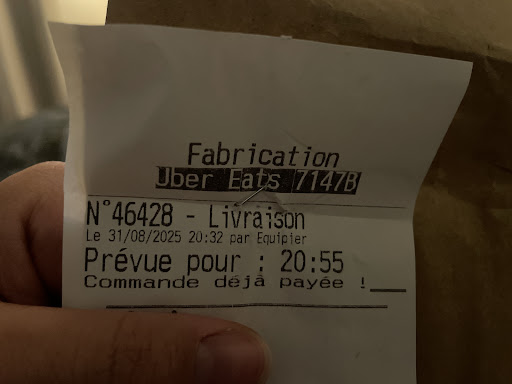 Fabrication
Uber Eats 7147B
N°46428 - Livraison
Le 31/08/2025 20:32 par Equipier
Prévue pour : 20:55
Commande déjà payée !